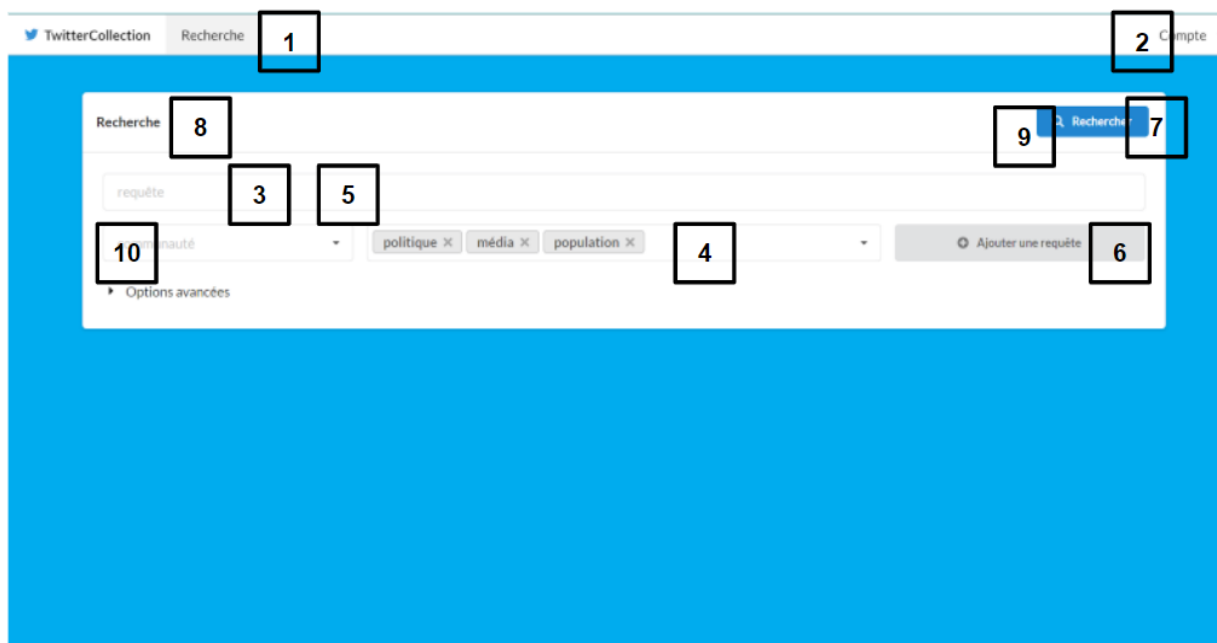 TwitterCollection Recherche 1 2 Compte
Recherche 8 9 Rechercher 7
requête 3 5
10 politique × média × population × 4 Ajouter une requête 6
Options avancées